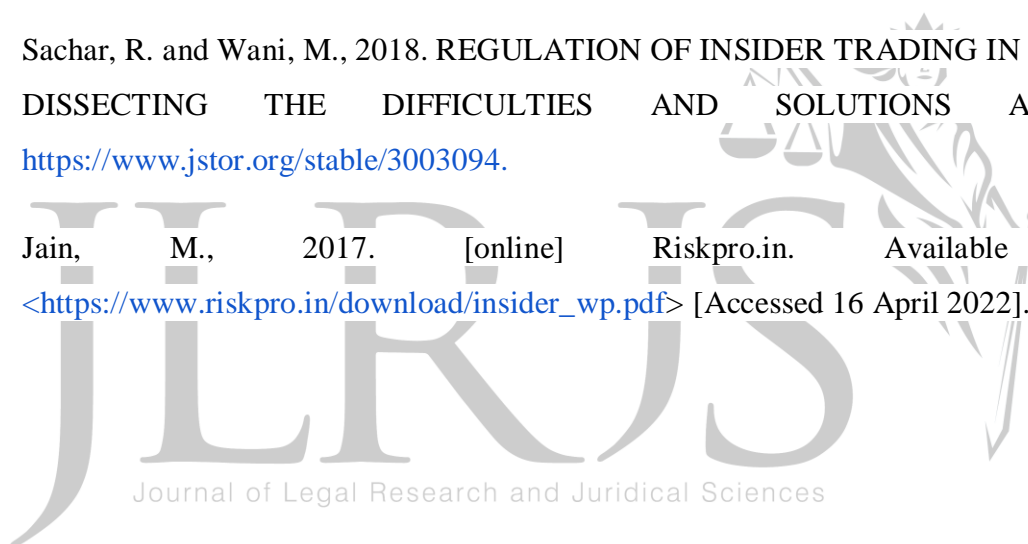 Sachar, R. and Wani, M., 2018. REGULATION OF INSIDER TRADING IN
DISSECTING THE DIFFICULTIES AND SOLUTIONS A
https://www.jstor.org/stable/3003094.
Jain, M., 2017. [online] Riskpro.in. Available
<https://www.riskpro.in/download/insider_wp.pdf> [Accessed 16 April 2022].
JLRJS
Journal of Legal Research and Juridical Sciences